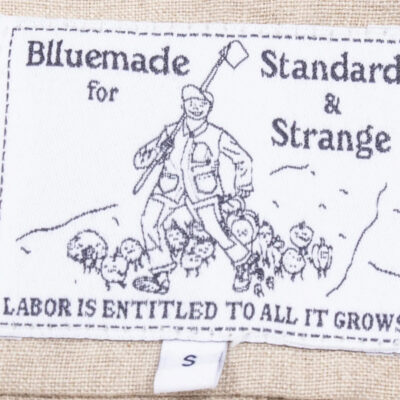 Blluemade Standard
for &
Strange
LABOR IS ENTITLED TO ALL IT GROWS
S